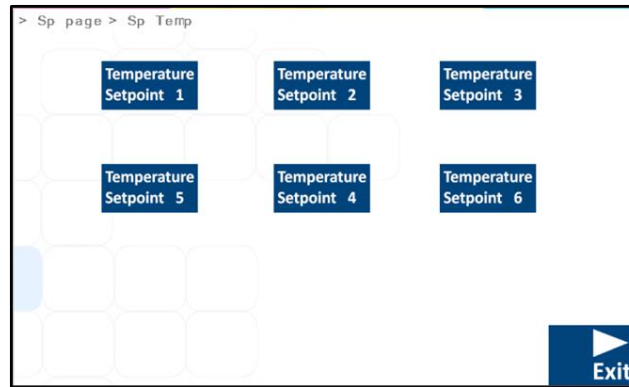 > Sp page > Sp Temp
Temperature
Setpoint 1
Temperature
Setpoint 2
Temperature
Setpoint 3
Temperature
Setpoint 5
Temperature
Setpoint 4
Temperature
Setpoint 6
Exit